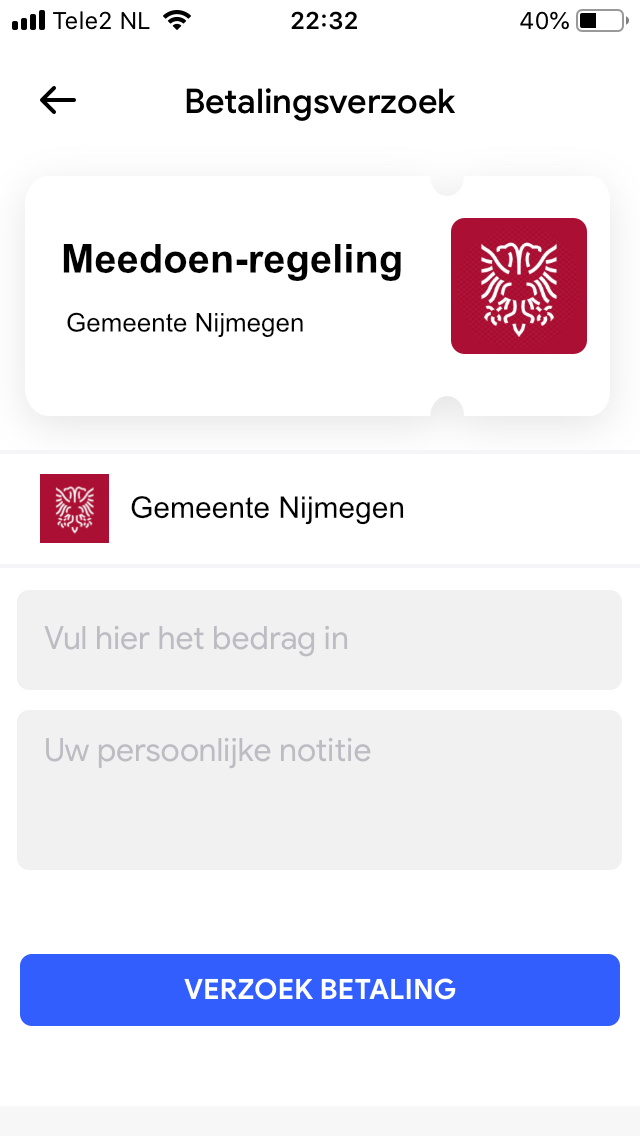 Tele2 NL 22:32 40%
Betalingsverzoek
Meedoen-regeling
Gemeente Nijmegen
Gemeente Nijmegen
Vul hier het bedrag in
Uw persoonlijke notitie
VERZOEK BETALING